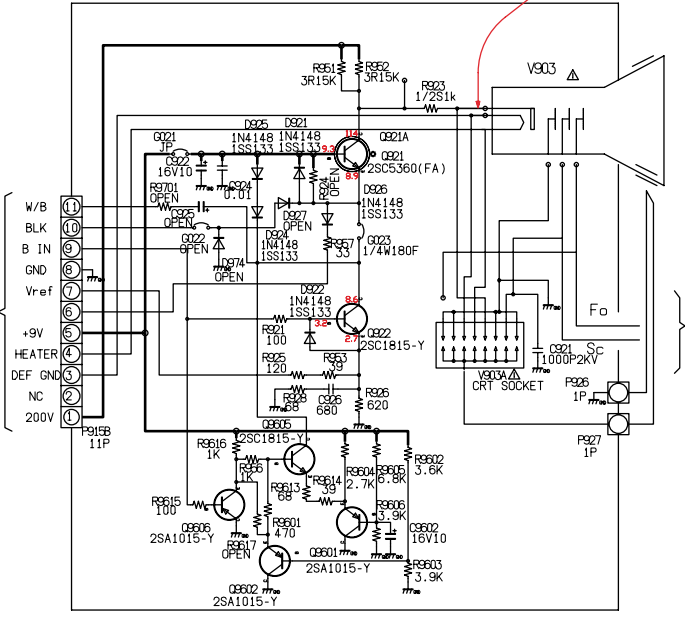 V903
R951
3R15K
R952
3R15K
R923
1/2S1k
G021
JP
D925
1N4148
1SS133
D921
1N4148
1SS133
114
9.3
8.9
Q921A
Q921
2SC5360(FA)
C922
16V10
C924
0.01
R924
OPEN
D926
1N4148
1SS133
R9701
OPEN
C925
OPEN
D927
OPEN
G022
OPEN
D924
1N4148
1SS133
D974
OPEN
R957
33
G023
1/4W180F
W/B 11
BLK 10
B IN 9
GND 8
Vref 7
6
+9V 5
HEATER 4
DEF GND 3
NC 2
200V 1
P915B
11P
D922
1N4148
1SS133
8.6
3.2
2.7
Q922
2SC1815-Y
R921
100
R925
120
R953
39
R928
68
C926
680
R926
620
Fo
Sc
C921
1000P2KV
V903A
CRT SOCKET
P926
1P
P927
1P
Q9605
2SC1815-Y
R9616
1K
R956
1K
R9613
68
R9614
39
R9604
2.7K
R9605
6.8K
R9602
3.6K
R9606
3.9K
C9602
16V10
R9615
100
Q9606
2SA1015-Y
R9601
470
R9617
OPEN
Q9601
2SA1015-Y
R9603
3.9K
Q9602
2SA1015-Y